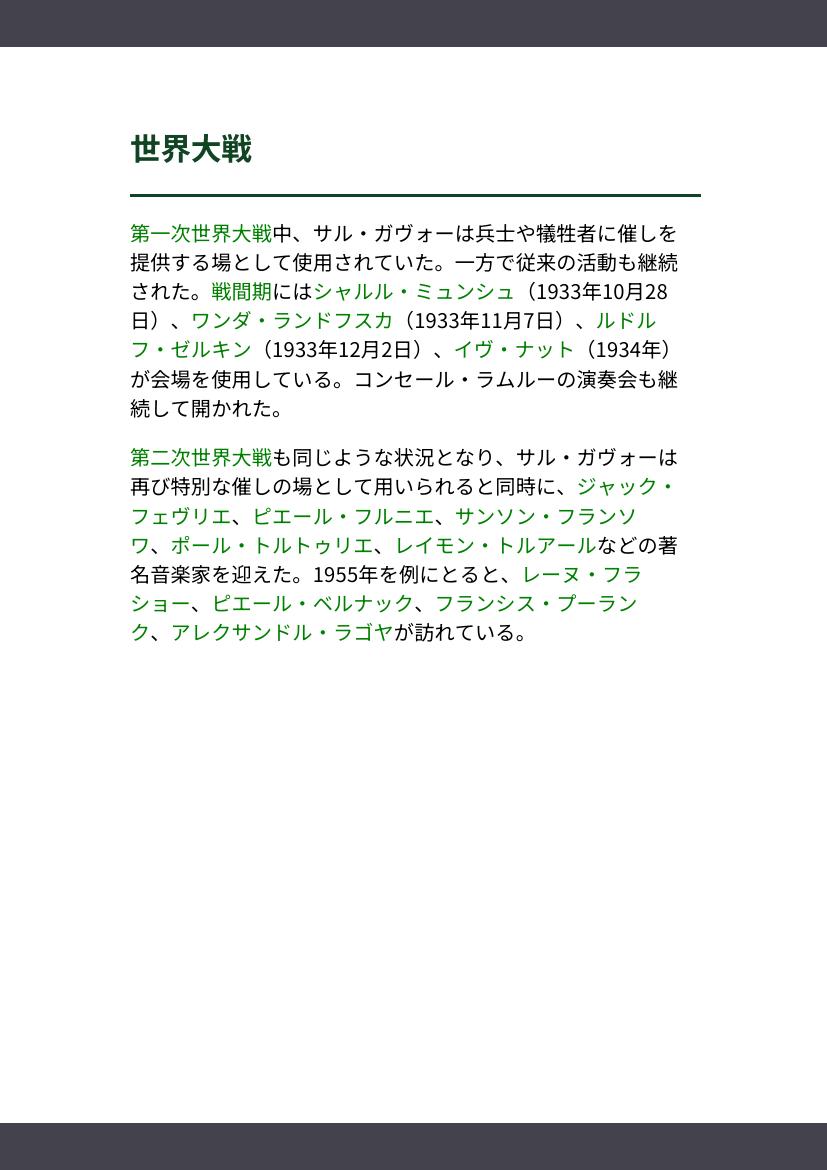 世界大戦
第一次世界大戦中、サル・ガヴォーは兵士や犠牲者に催しを
提供する場として使用されていた。一方で従来の活動も継続
された。戦間期にはシャルル・ミュンシュ（1933年10月28
日）、ワンダ・ランドフスカ（1933年11月7日）、ルドル
フ・ゼルキン（1933年12月2日）、イヴ・ナット（1934年）
が会場を使用している。コンセール・ラムルーの演奏会も継
続して開かれた。
第二次世界大戦も同じような状況となり、サル・ガヴォーは
再び特別な催しの場として用いられると同時に、ジャック・
フェヴリエ、ピエール・フルニエ、サンソン・フランソ
ワ、ポール・トルトゥリエ、レイモン・トルアールなどの著
名音楽家を迎えた。1955年を例にとると、レーヌ・フラ
ショー、ピエール・ベルナック、フランシス・プーラン
ク、アレクサンドル・ラゴヤが訪れている。